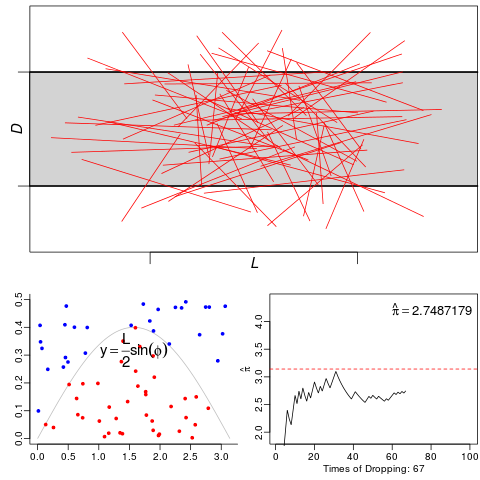 D
L
0.0 0.1 0.2 0.3 0.4 0.5
y = L/2 sin(ϕ)
0.0 0.5 1.0 1.5 2.0 2.5 3.0
π̂ = 2.7487179
π̂
2.0 2.5 3.0 3.5 4.0
0 20 40 60 80 100
Times of Dropping: 67